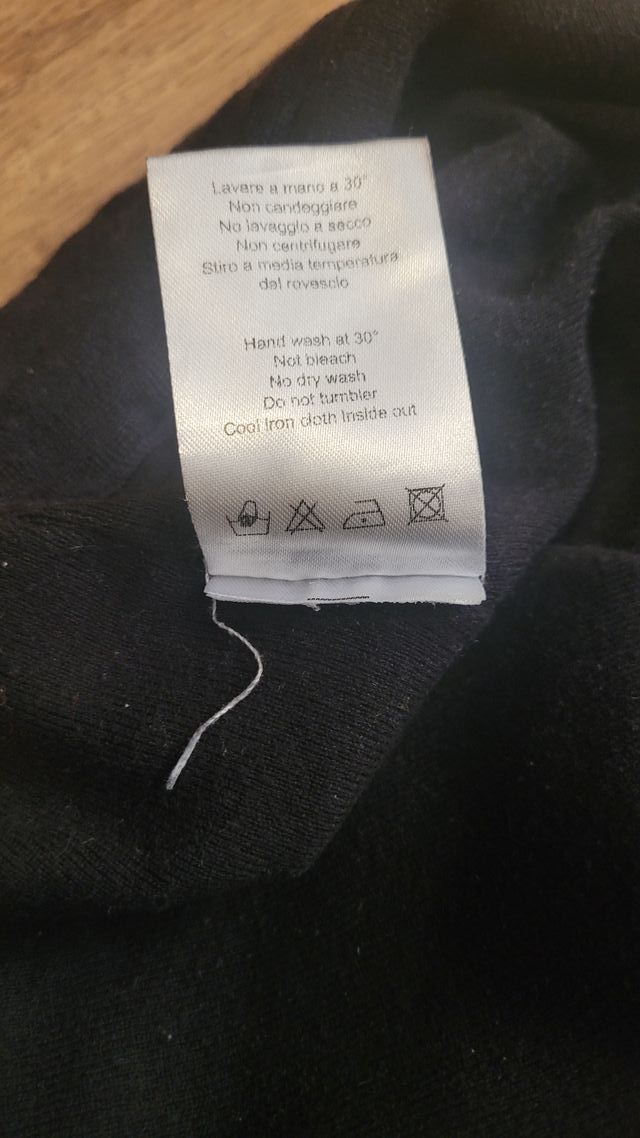 Lavare a mano a 30°
Non candeggiare
No lavaggio a secco
Non centrifugare
Stiro a media temperatura
dal rovescio
Hand wash at 30°
Not bleach
No dry wash
Do not tumbler
Cool iron cloth inside out